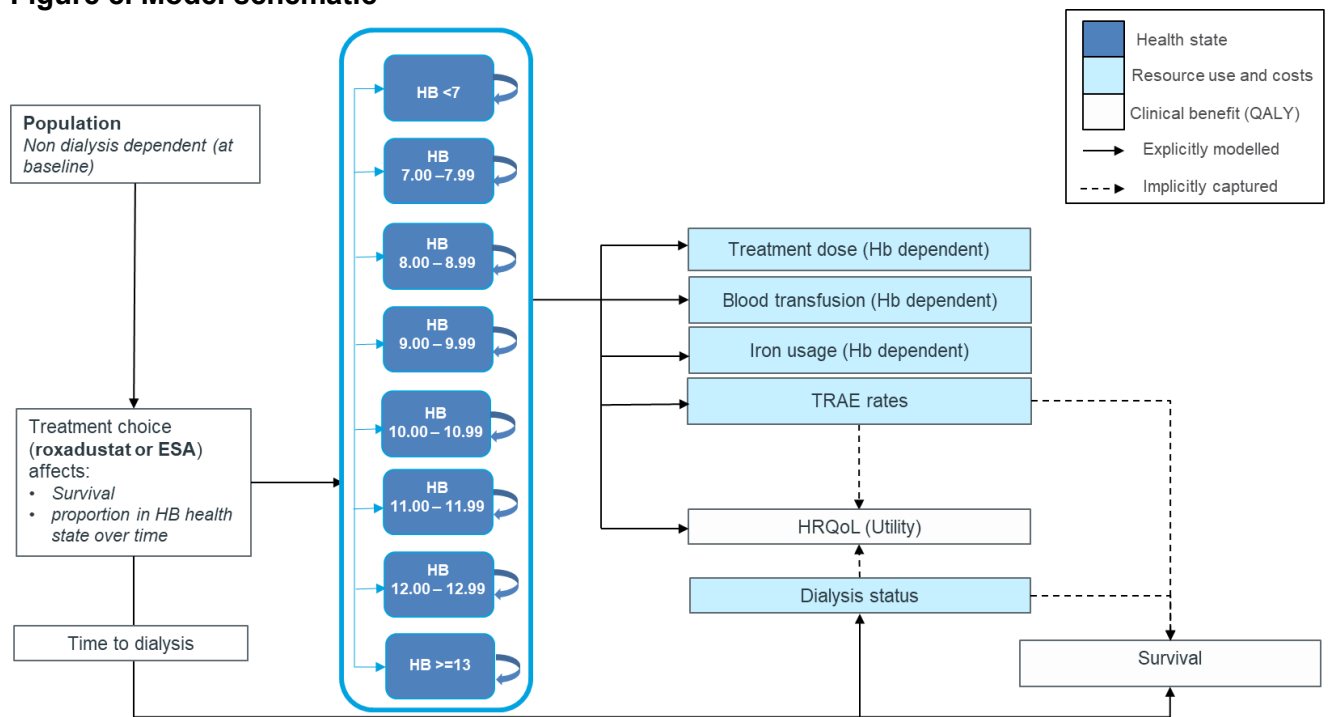 Population
Non dialysis dependent (at
baseline)
Treatment choice
(roxadustat or ESA)
affects:
• Survival
• proportion in HB health
state over time
Time to dialysis
HB <7
HB
7.00 –7.99
HB
8.00 – 8.99
HB
9.00 – 9.99
HB
10.00 – 10.99
HB
11.00 – 11.99
HB
12.00 – 12.99
HB >=13
Treatment dose (Hb dependent)
Blood transfusion (Hb dependent)
Iron usage (Hb dependent)
TRAE rates
HRQoL (Utility)
Dialysis status
Survival
Health state
Resource use and costs
Clinical benefit (QALY)
Explicitly modelled
Implicitly captured